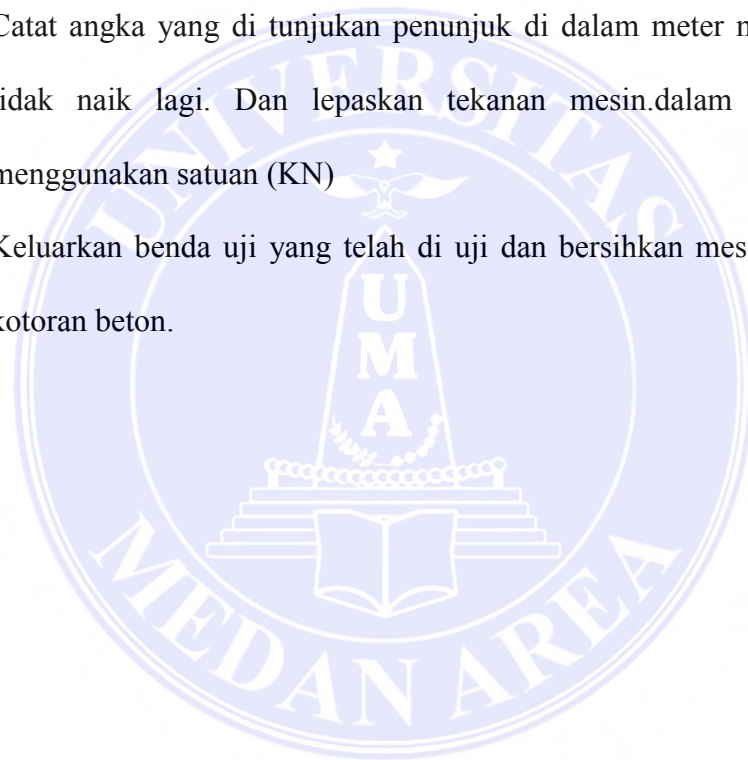 Catat angka yang di tunjukan penunjuk di dalam meter
tidak naik lagi. Dan lepaskan tekanan mesin.dalam
menggunakan satuan (KN)
Keluarkan benda uji yang telah di uji dan bersihkan
kotoran beton.
UNIVERSITAS
UMA
MEDAN AREA